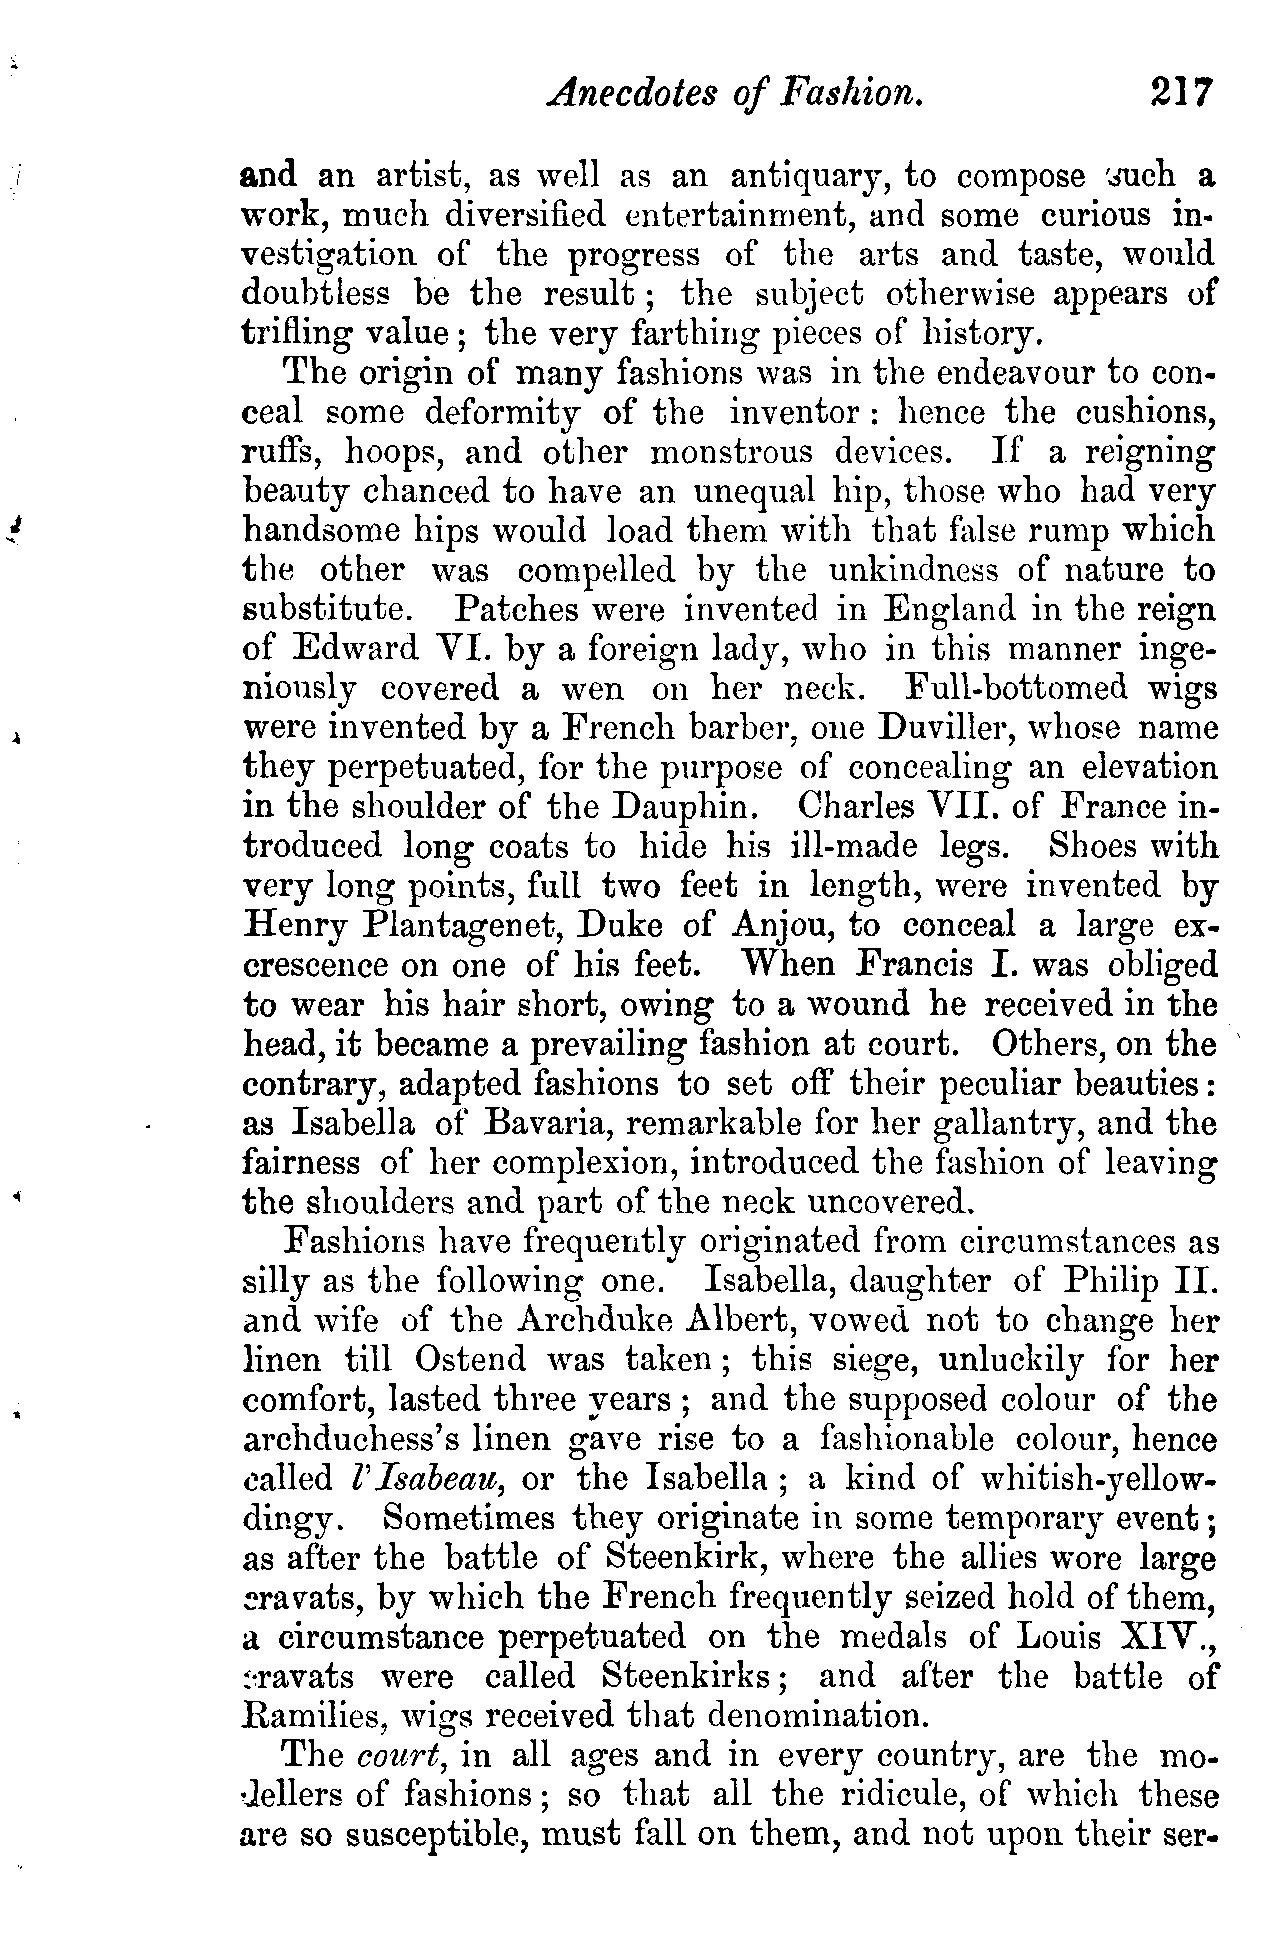 Anecdotes of Fashion. 217
and an artist, as well as an antiquary, to compose such a
work, much diversified entertainment, and some curious in-
vestigation of the progress of the arts and taste, would
doubtless be the result; the subject otherwise appears of
trifling value; the very farthing pieces of history.
The origin of many fashions was in the endeavour to con-
ceal some deformity of the inventor: hence the cushions,
ruffs, hoops, and other monstrous devices. If a reigning
beauty chanced to have an unequal hip, those who had very
handsome hips would load them with that false rump which
the other was compelled by the unkindness of nature to
substitute. Patches were invented in England in the reign
of Edward VI. by a foreign lady, who in this manner inge-
niously covered a wen on her neck. Full-bottomed wigs
were invented by a French barber, one Duviller, whose name
they perpetuated, for the purpose of concealing an elevation
in the shoulder of the Dauphin. Charles VII. of France in-
troduced long coats to hide his ill-made legs. Shoes with
very long points, full two feet in length, were invented by
Henry Plantagenet, Duke of Anjou, to conceal a large ex-
crescence on one of his feet. When Francis I. was obliged
to wear his hair short, owing to a wound he received in the
head, it became a prevailing fashion at court. Others, on the
contrary, adapted fashions to set off their peculiar beauties:
as Isabella of Bavaria, remarkable for her gallantry, and the
fairness of her complexion, introduced the fashion of leaving
the shoulders and part of the neck uncovered.
Fashions have frequently originated from circumstances as
silly as the following one. Isabella, daughter of Philip II.
and wife of the Archduke Albert, vowed not to change her
linen till Ostend was taken; this siege, unluckily for her
comfort, lasted three years; and the supposed colour of the
archduchess's linen gave rise to a fashionable colour, hence
called l'Isabeau, or the Isabella; a kind of whitish-yellow-
dingy. Sometimes they originate in some temporary event;
as after the battle of Steenkirk, where the allies wore large
cravats, by which the French frequently seized hold of them,
a circumstance perpetuated on the medals of Louis XIV.,
cravats were called Steenkirks; and after the battle of
Ramilies, wigs received that denomination.
The court, in all ages and in every country, are the mo-
dellers of fashions; so that all the ridicule, of which these
are so susceptible, must fall on them, and not upon their ser-